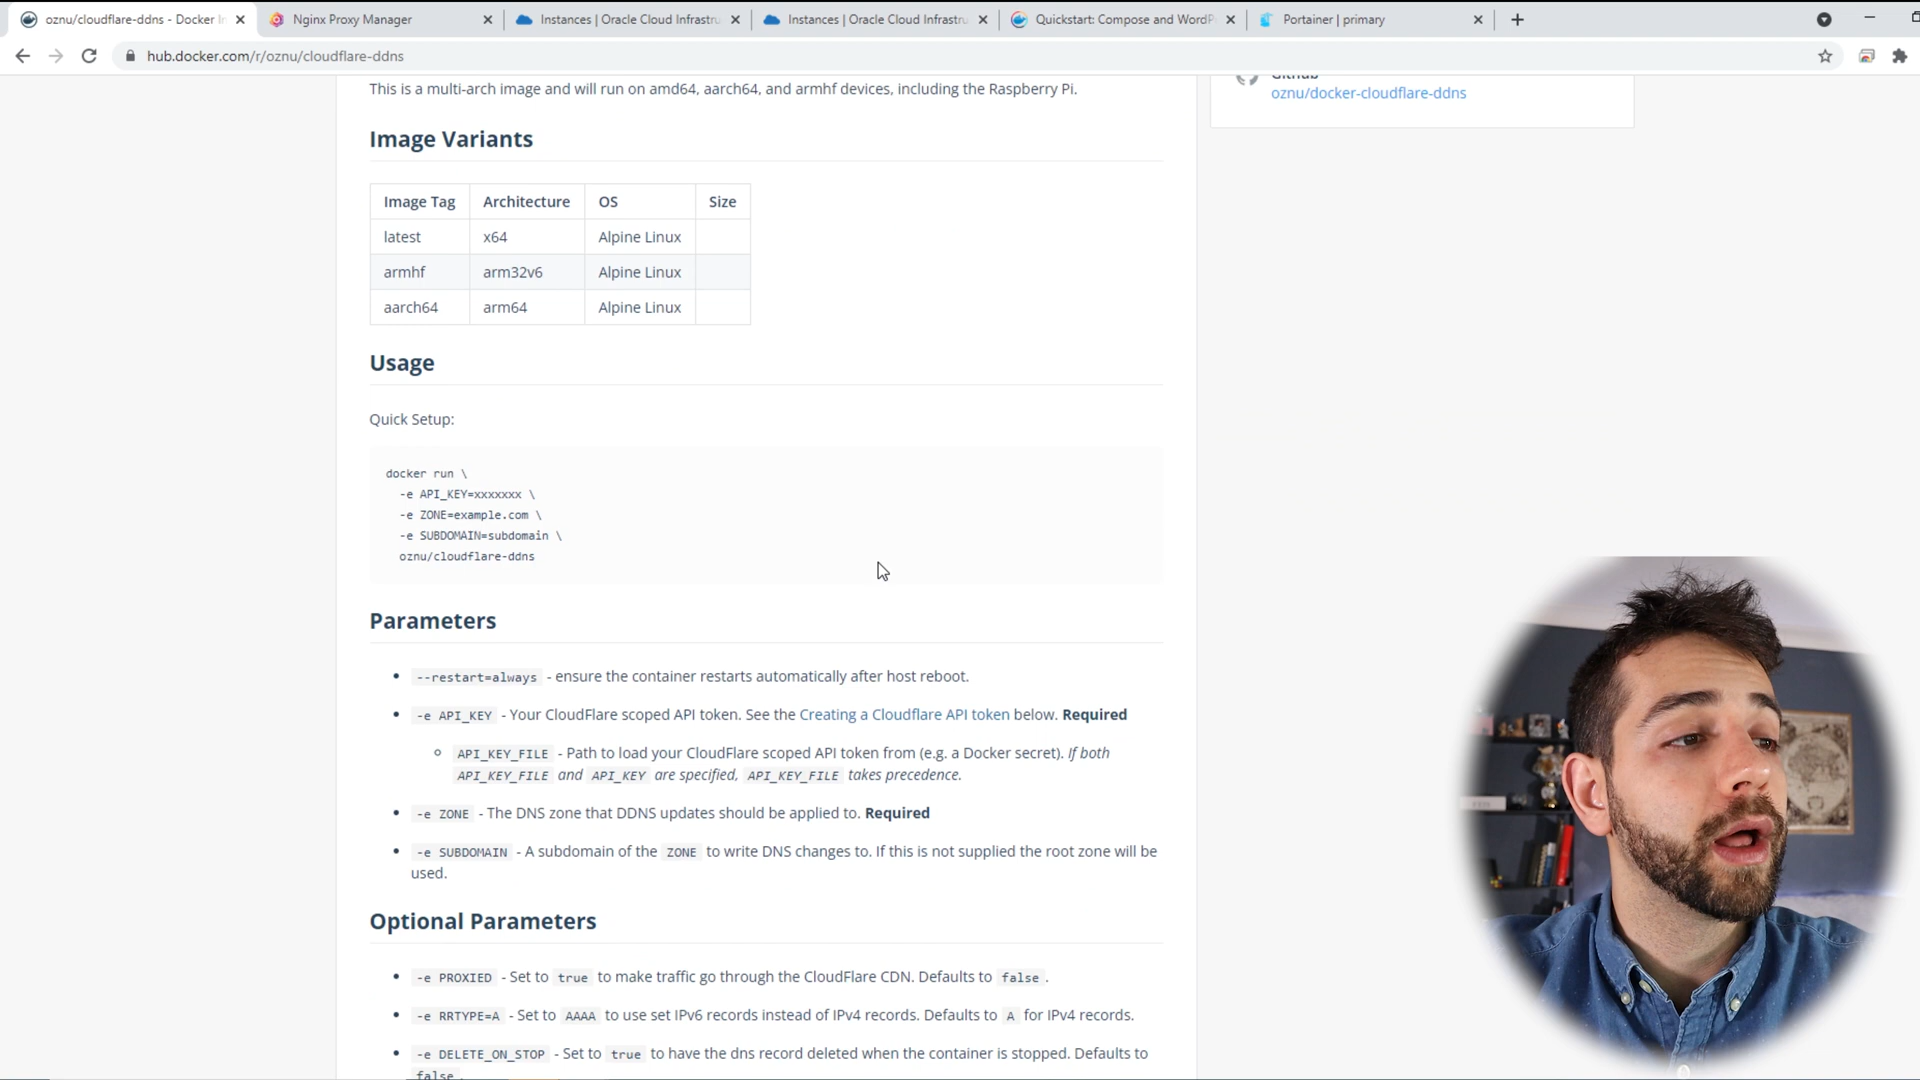 oznu/cloudflare-ddns - Docker I
Nginx Proxy Manager
Instances | Oracle Cloud Infrastru
Instances | Oracle Cloud Infrastru
Quickstart: Compose and WordP
Portainer | primary
hub.docker.com/r/oznu/cloudflare-ddns
This is a multi-arch image and will run on amd64, aarch64, and armhf devices, including the Raspberry Pi.
Github
oznu/docker-cloudflare-ddns
Image Variants
Image Tag Architecture OS Size
latest x64 Alpine Linux
armhf arm32v6 Alpine Linux
aarch64 arm64 Alpine Linux
Usage
Quick Setup:
docker run \
-e API_KEY=xxxxxxx \
-e ZONE=example.com \
-e SUBDOMAIN=subdomain \
oznu/cloudflare-ddns
Parameters
--restart=always - ensure the container restarts automatically after host reboot.
-e API_KEY - Your CloudFlare scoped API token. See the Creating a Cloudflare API token below. Required
API_KEY_FILE - Path to load your CloudFlare scoped API token from (e.g. a Docker secret). If both
API_KEY_FILE and API_KEY are specified, API_KEY_FILE takes precedence.
-e ZONE - The DNS zone that DDNS updates should be applied to. Required
-e SUBDOMAIN - A subdomain of the ZONE to write DNS changes to. If this is not supplied the root zone will be
used.
Optional Parameters
-e PROXIED - Set to true to make traffic go through the CloudFlare CDN. Defaults to false .
-e RRTYPE=A - Set to AAAA to use set IPv6 records instead of IPv4 records. Defaults to A for IPv4 records.
-e DELETE_ON_STOP - Set to true to have the dns record deleted when the container is stopped. Defaults to
false .